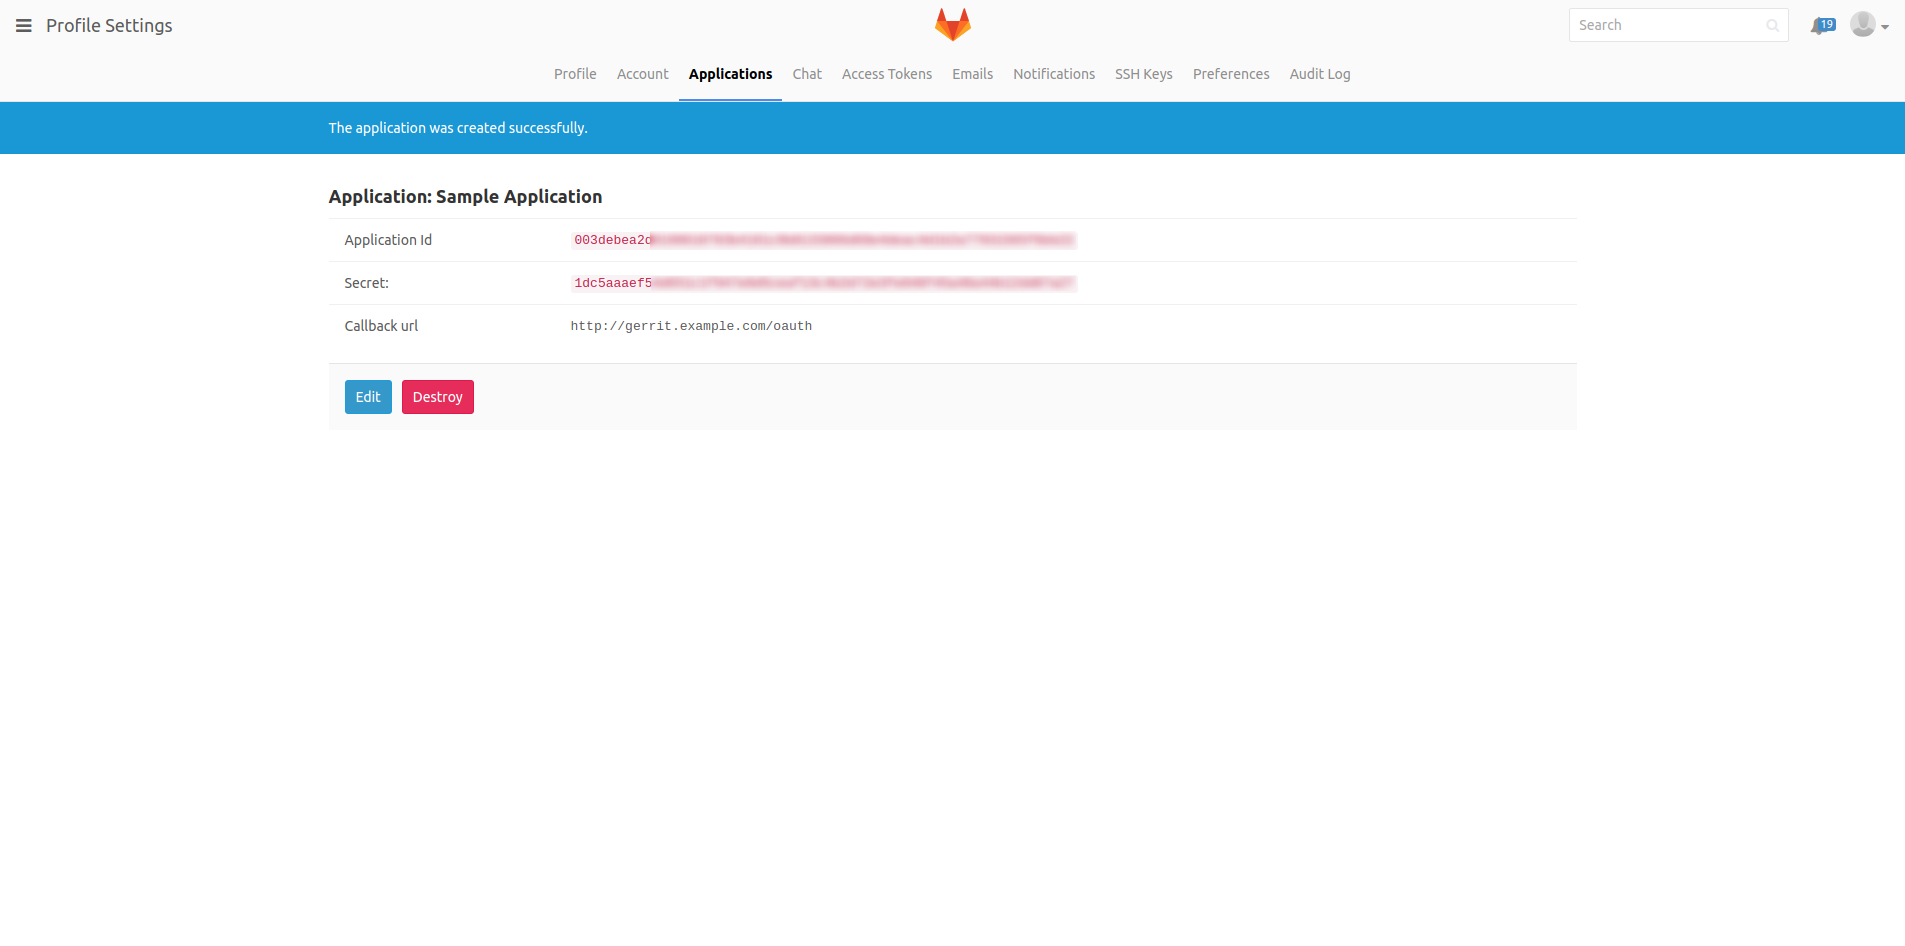 Profile Settings
Search
19
Profile Account Applications Chat Access Tokens Emails Notifications SSH Keys Preferences Audit Log
The application was created successfully.
Application: Sample Application
Application Id 003debea2d
Secret: 1dc5aaaef5
Callback url http://gerrit.example.com/oauth
Edit Destroy